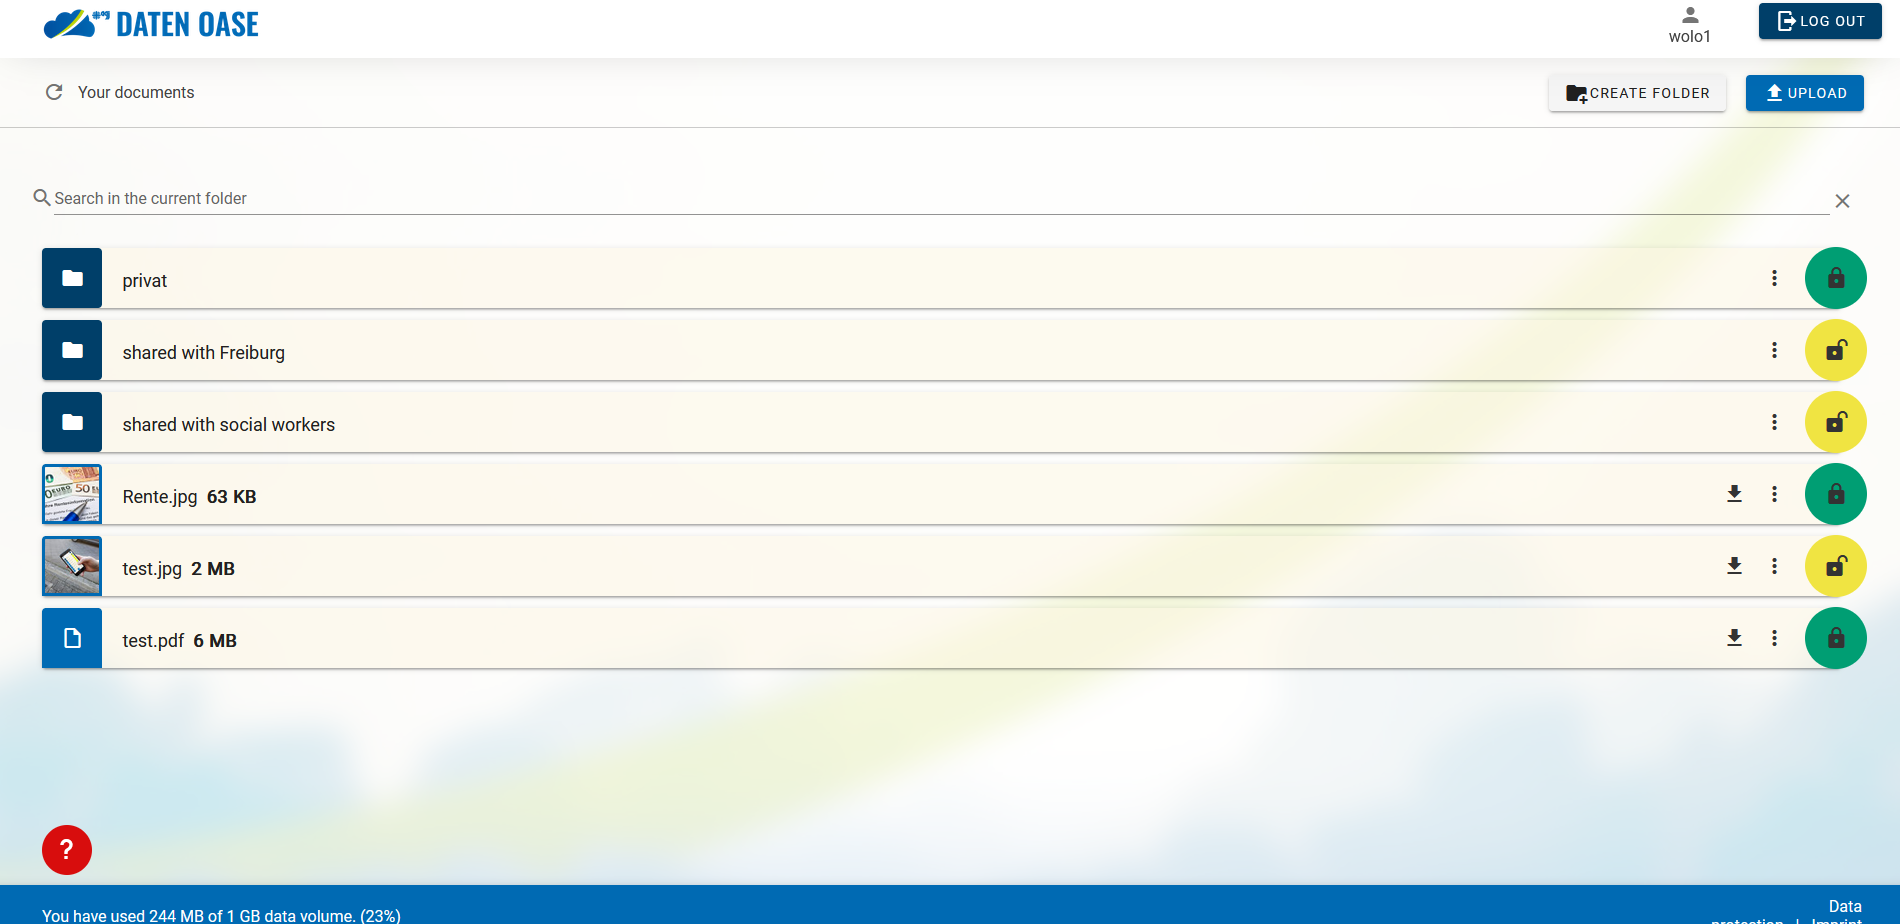 DATEN OASE
wolo1
LOG OUT
Your documents
CREATE FOLDER
UPLOAD
Search in the current folder
privat
shared with Freiburg
shared with social workers
Rente.jpg 63 KB
test.jpg 2 MB
test.pdf 6 MB
?
You have used 244 MB of 1 GB data volume. (23%)
Data
protection | Imprint